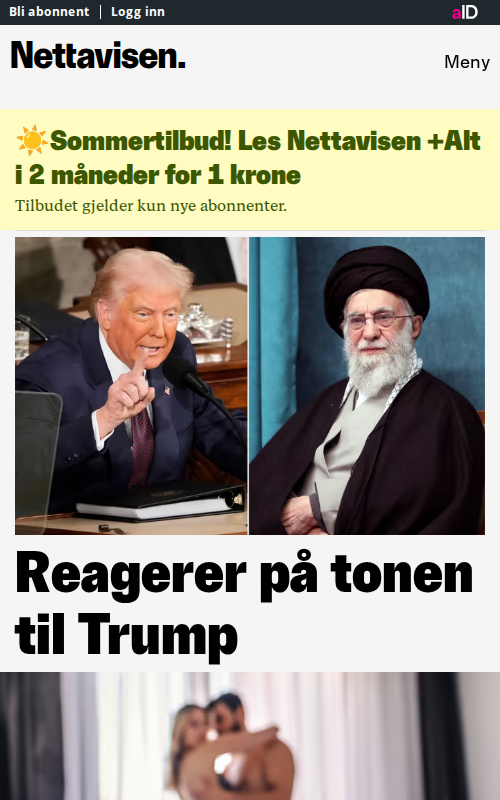 Bli abonnent
Logg inn
aID
Nettavisen.
Meny
☀️Sommertilbud! Les Nettavisen +Alt
i 2 måneder for 1 krone
Tilbudet gjelder kun nye abonnenter.
Reagerer på tonen
til Trump